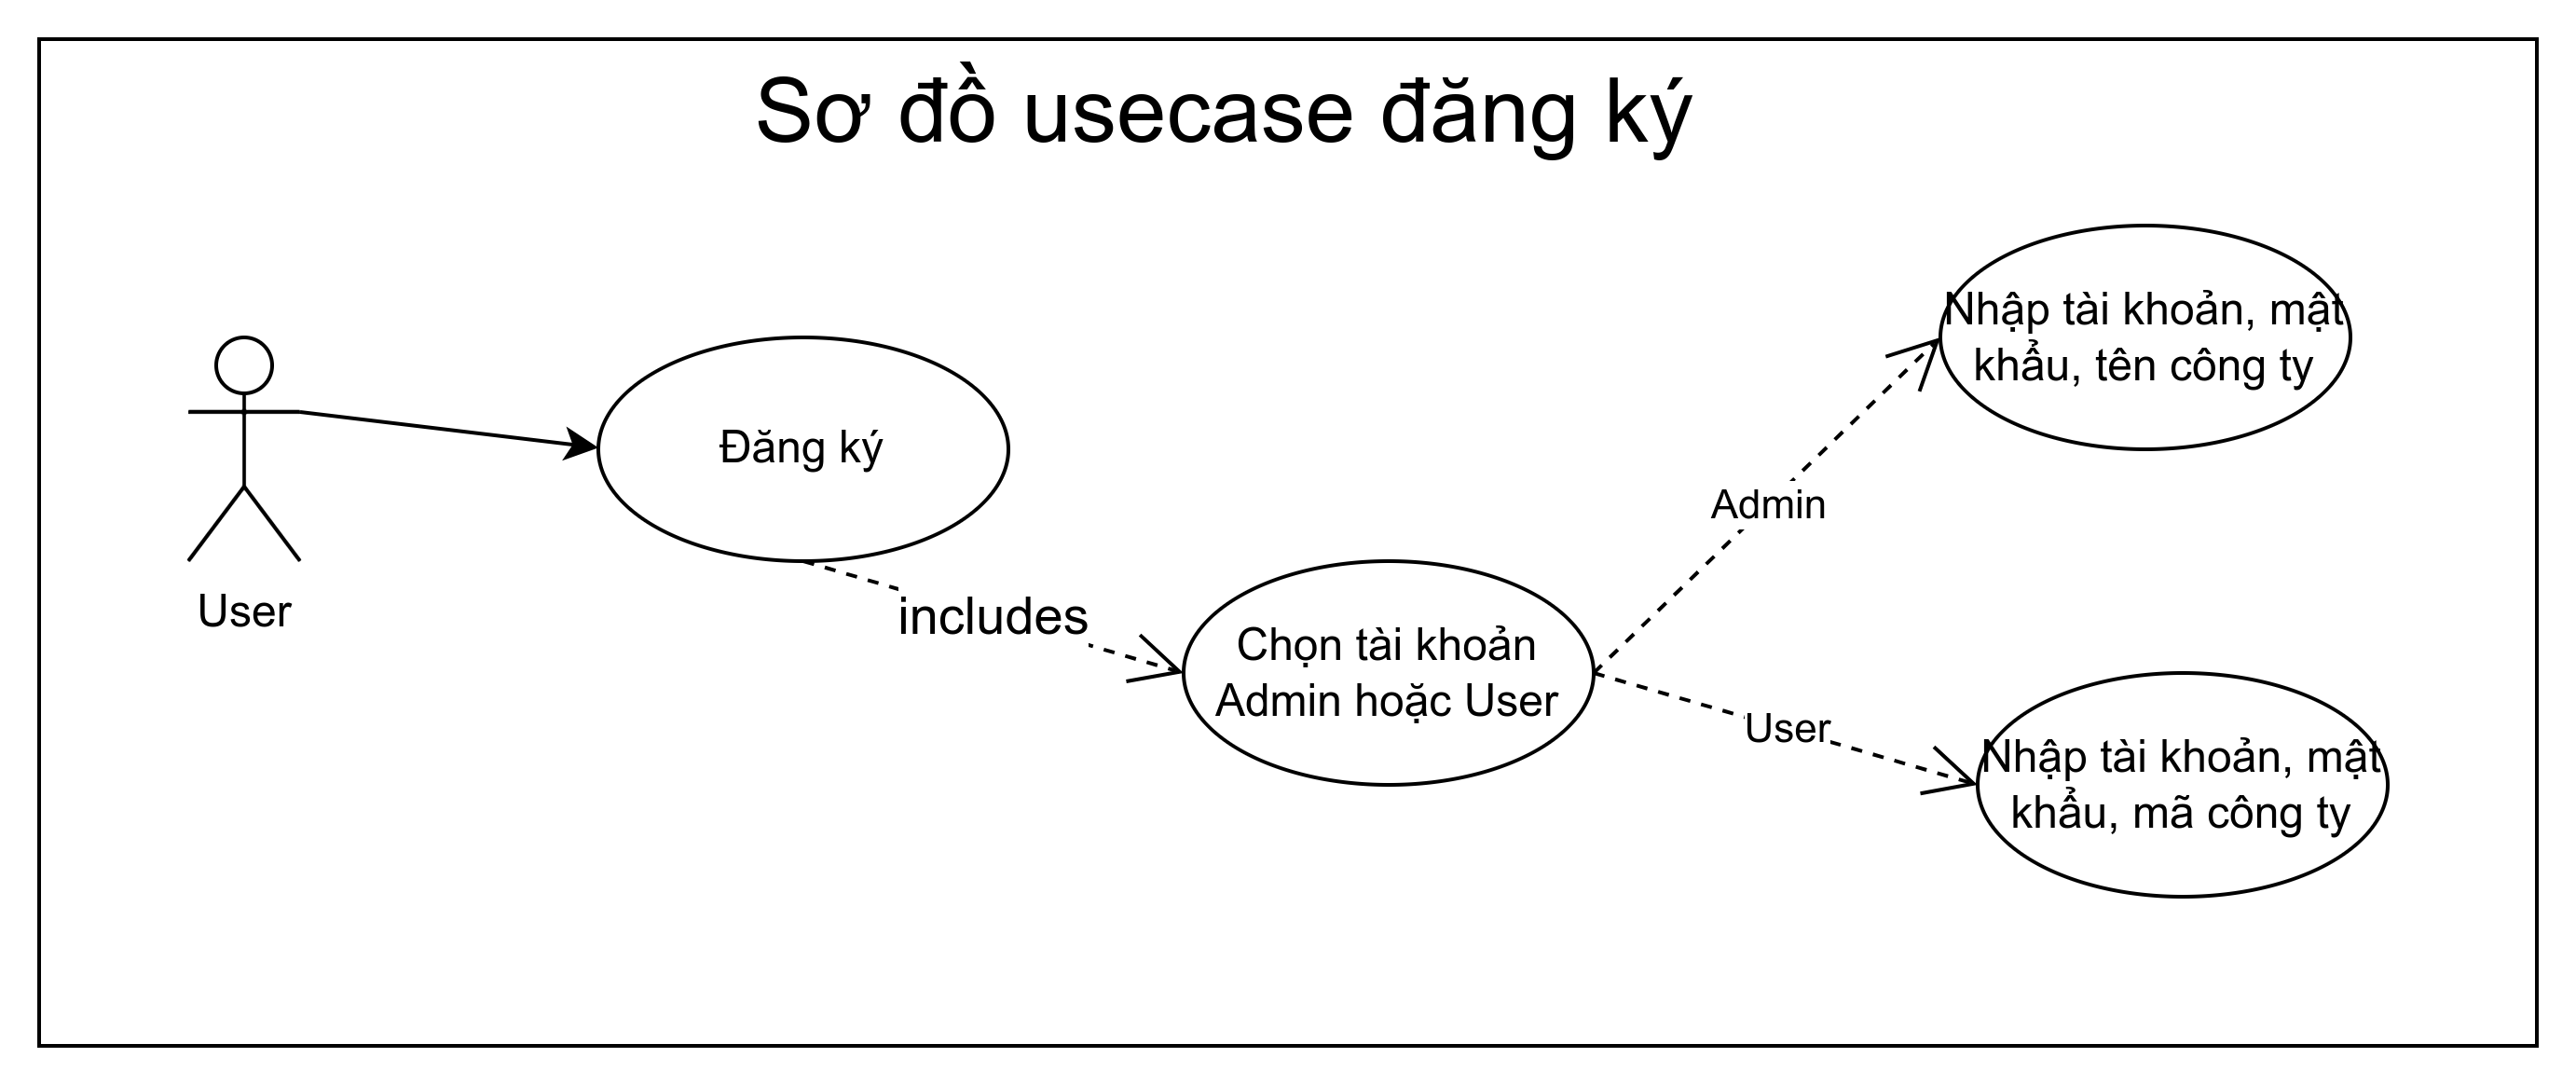 Sơ đồ usecase đăng ký
Nhập tài khoản, mật
khẩu, tên công ty
Đăng ký
Admin
User
includes
Chọn tài khoản
Admin hoặc User
User
Nhập tài khoản, mật
khẩu, mã công ty